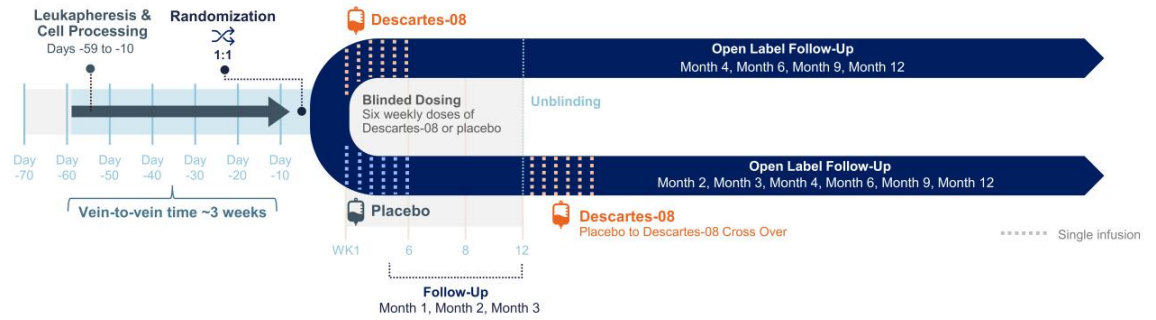 Leukapheresis &
Cell Processing
Days -59 to -10
Randomization
1:1
Descartes-08
Open Label Follow-Up
Month 4, Month 6, Month 9, Month 12
Blinded Dosing
Six weekly doses of
Descartes-08 or placebo
Unblinding
Day
-70
Day
-60
Day
-50
Day
-40
Day
-30
Day
-20
Day
-10
Vein-to-vein time ~3 weeks
Open Label Follow-Up
Month 2, Month 3, Month 4, Month 6, Month 9, Month 12
Placebo
Descartes-08
Placebo to Descartes-08 Cross Over
Single infusion
WK1
6
8
12
Follow-Up
Month 1, Month 2, Month 3